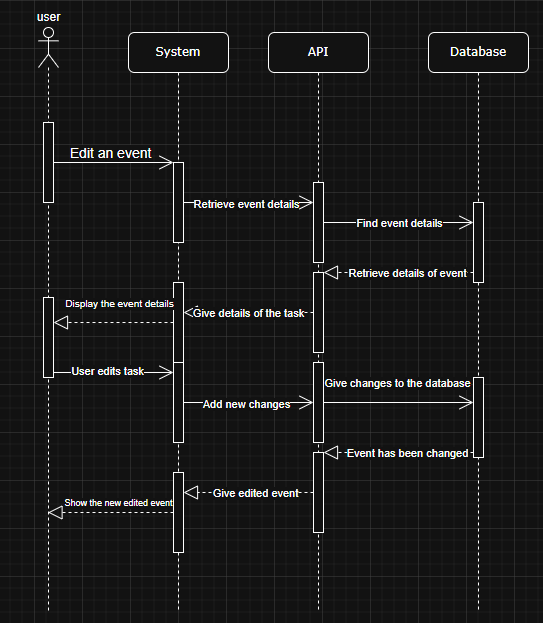 user
System
API
Database
Edit an event
Retrieve event details
Find event details
Retrieve details of event
Display the event details
Give details of the task
User edits task
Give changes to the database
Add new changes
Event has been changed
Give edited event
Show the new edited event